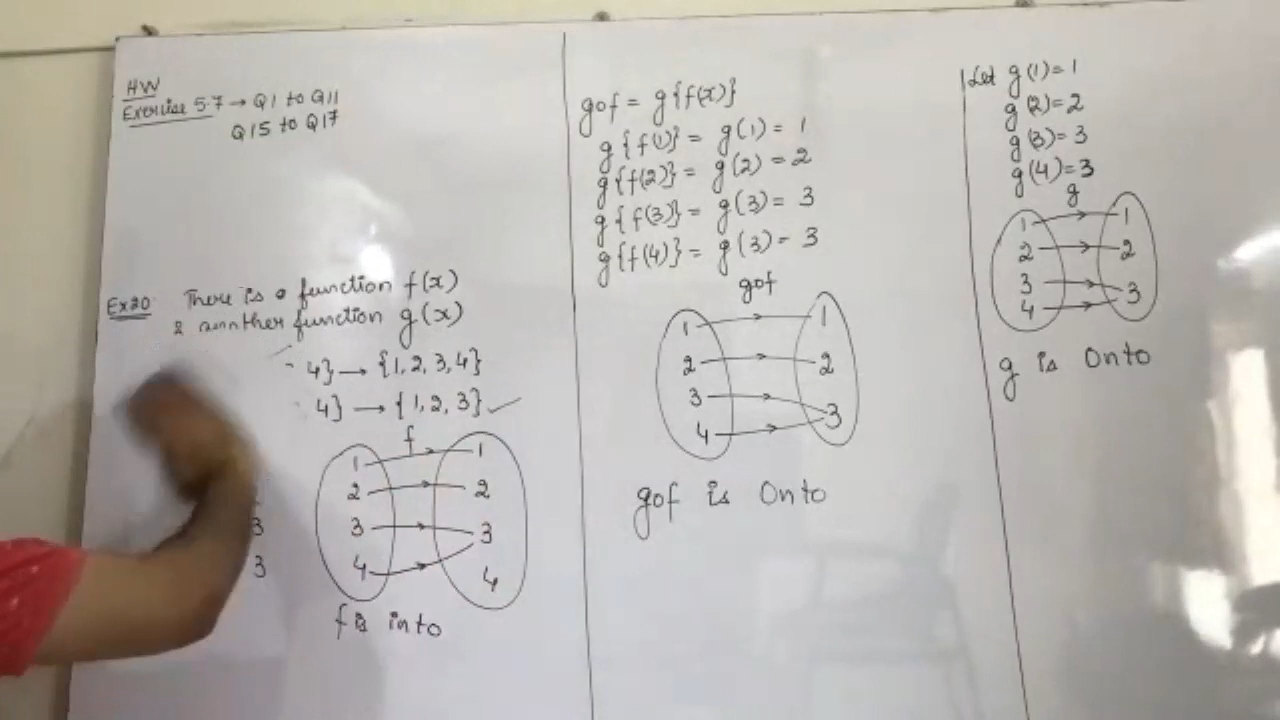 HW
Exercise 5.7 → Q1 to Q11
Q15 to Q17
Ex20 There is a function f(x)
& annther function g(x)
4} → {1, 2, 3, 4}
4} → {1, 2, 3} ✓
3
3
f
1 1
2 2
3 3
4 4
f is into
gof = g{f(x)}
g{f(1)} = g(1) = 1
g{f(2)} = g(2) = 2
g{f(3)} = g(3) = 3
g{f(4)} = g(3) = 3
gof
1 1
2 2
3 3
4
gof is Onto
Let g(1)=1
g(2)=2
g(3)=3
g(4)=3
g
1 1
2 2
3 3
4
g is Onto